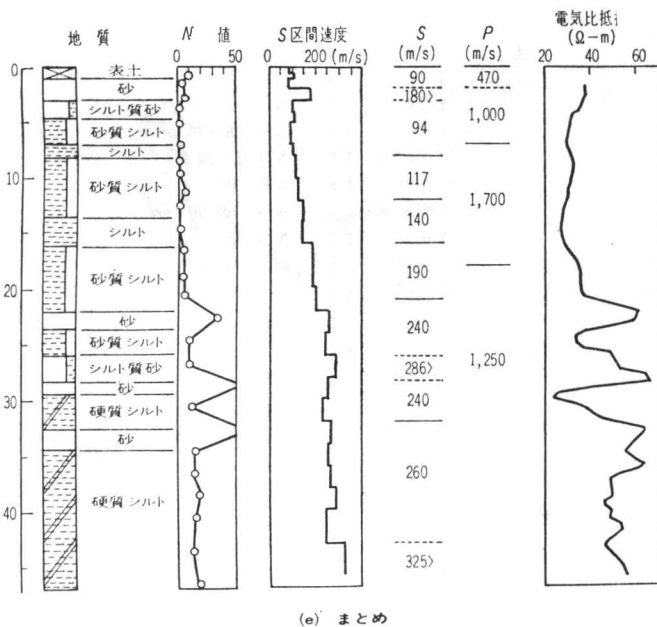 地質 N 値 S区間速度 S P 電気比抵
200 (m/s) (m/s) (m/s) (Ω−m)
0 50 20 40 60
0 表土 90 470
砂 180>
シルト質砂 1,000
砂質シルト 94
シルト
10 砂質シルト 117
1,700
140
シルト
190
砂質シルト
20
砂 240
砂質シルト
シルト質砂 286> 1,250
砂
30 硬質シルト 240
砂
260
硬質シルト
40
325>
(e) まとめ